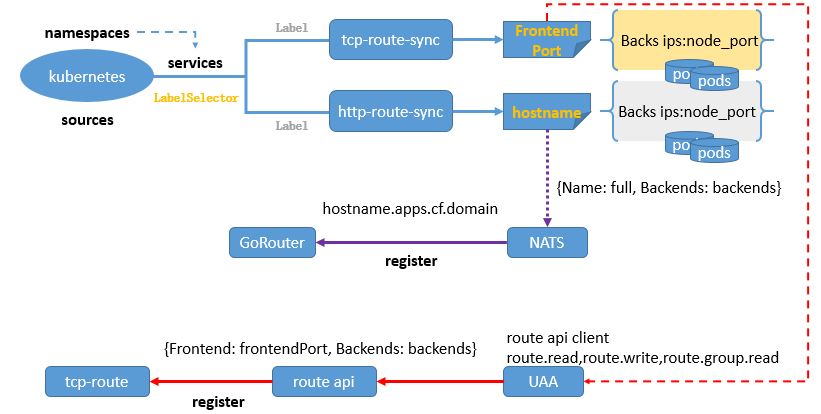 namespaces
kubernetes
sources
services
LabelSelector
Label
tcp-route-sync
Frontend
Port
Backs ips:node_port
pods
Label
http-route-sync
hostname
Backs ips:node_port
pods
{Name: full, Backends: backends}
hostname.apps.cf.domain
GoRouter
register
NATS
route api client
route.read,route.write,route.group.read
{Frontend: frontendPort, Backends: backends}
tcp-route
register
route api
UAA